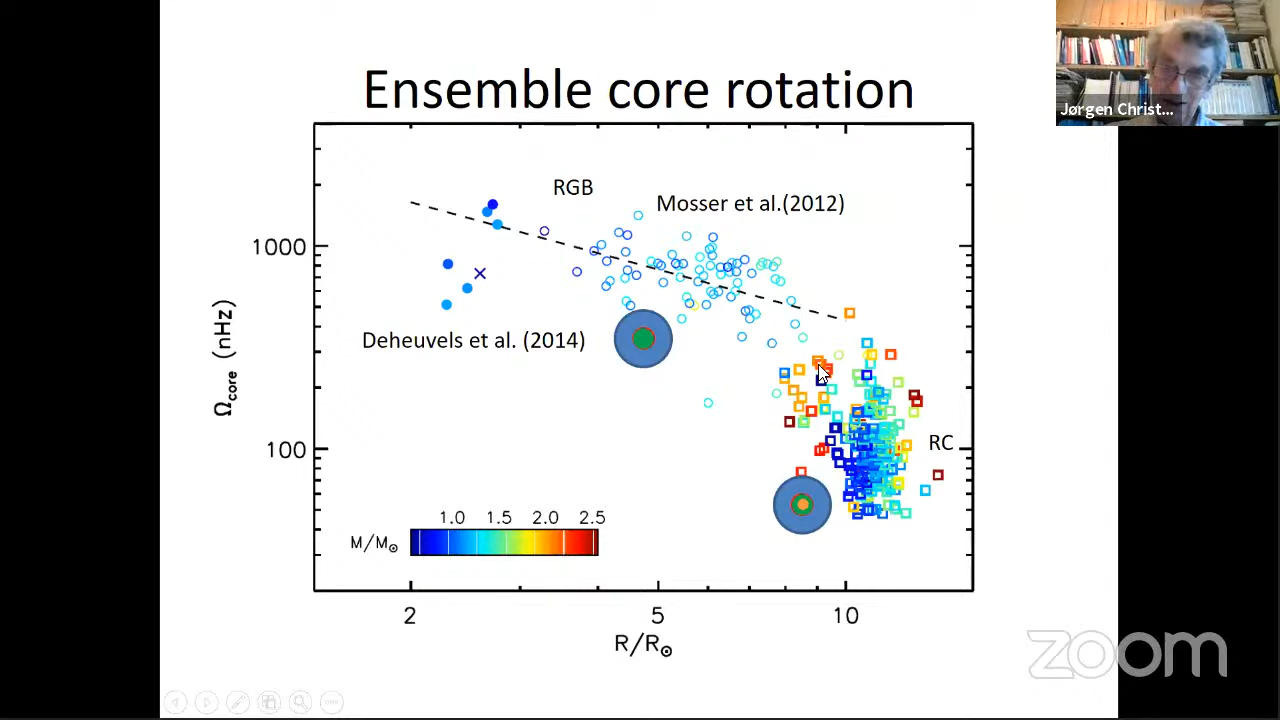 Ensemble core rotation
Jørgen Christ...
RGB
Mosser et al.(2012)
1000
Deheuvels et al. (2014)
Ω core (nHz)
100
RC
1.0 1.5 2.0 2.5
M/M⊙
2 5 10
R/R⊙
zoom